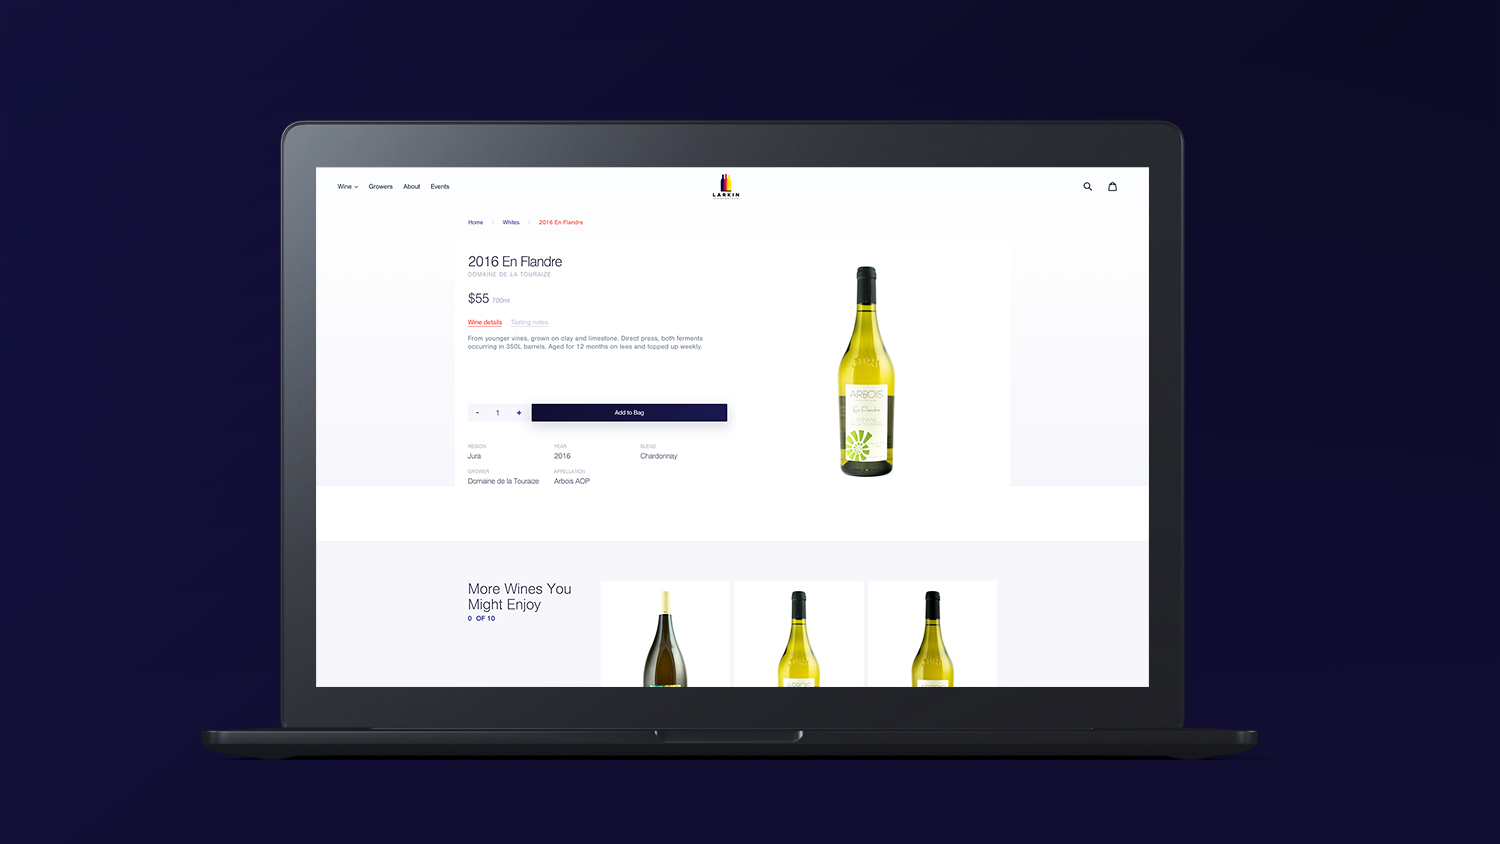 Wine
Growers
About
Events
LARKIN
Home / Whites / 2016 En Flandre
2016 En Flandre
DOMAINE DE LA TOURAIZE
$55 700ml
Wine details
Tasting notes
From younger vines, grown on clay and limestone. Direct press, both ferments
occurring in 350L barrels. Aged for 12 months on lees and topped up weekly.
- 1 +
Add to Bag
REGION
Jura
YEAR
2016
BLEND
Chardonnay
GROWER
Domaine de la Touraize
APPELLATION
Arbois AOP
ARBOIS
En Flandre
DOMAINE
DE LA TOURAIZE
More Wines You
Might Enjoy
0 OF 10
ARBOIS
ARBOIS